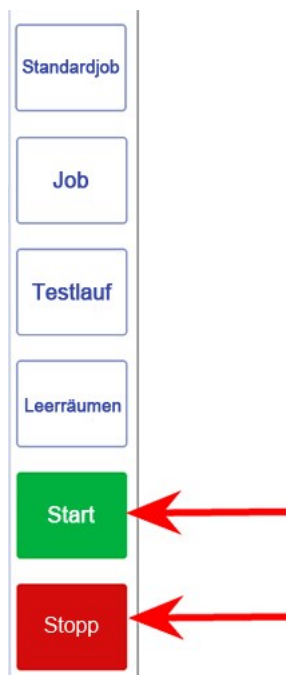 Standardjob
Job
Testlauf
Leerräumen
Start
Stopp